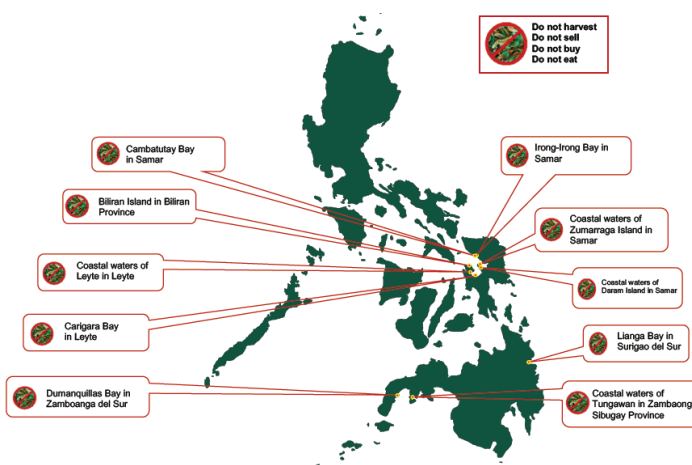 Do not harvest
Do not sell
Do not buy
Do not eat
Cambatutay Bay
in Samar
Irong-Irong Bay in
Samar
Biliran Island in Biliran
Province
Coastal waters of
Zumarraga Island in
Samar
Coastal waters of
Leyte in Leyte
Coastal waters of
Daram Island in Samar
Carigara Bay
in Leyte
Lianga Bay in
Surigao del Sur
Dumanquillas Bay in
Zamboanga del Sur
Coastal waters of
Tungawan in Zambaong
Sibugay Province